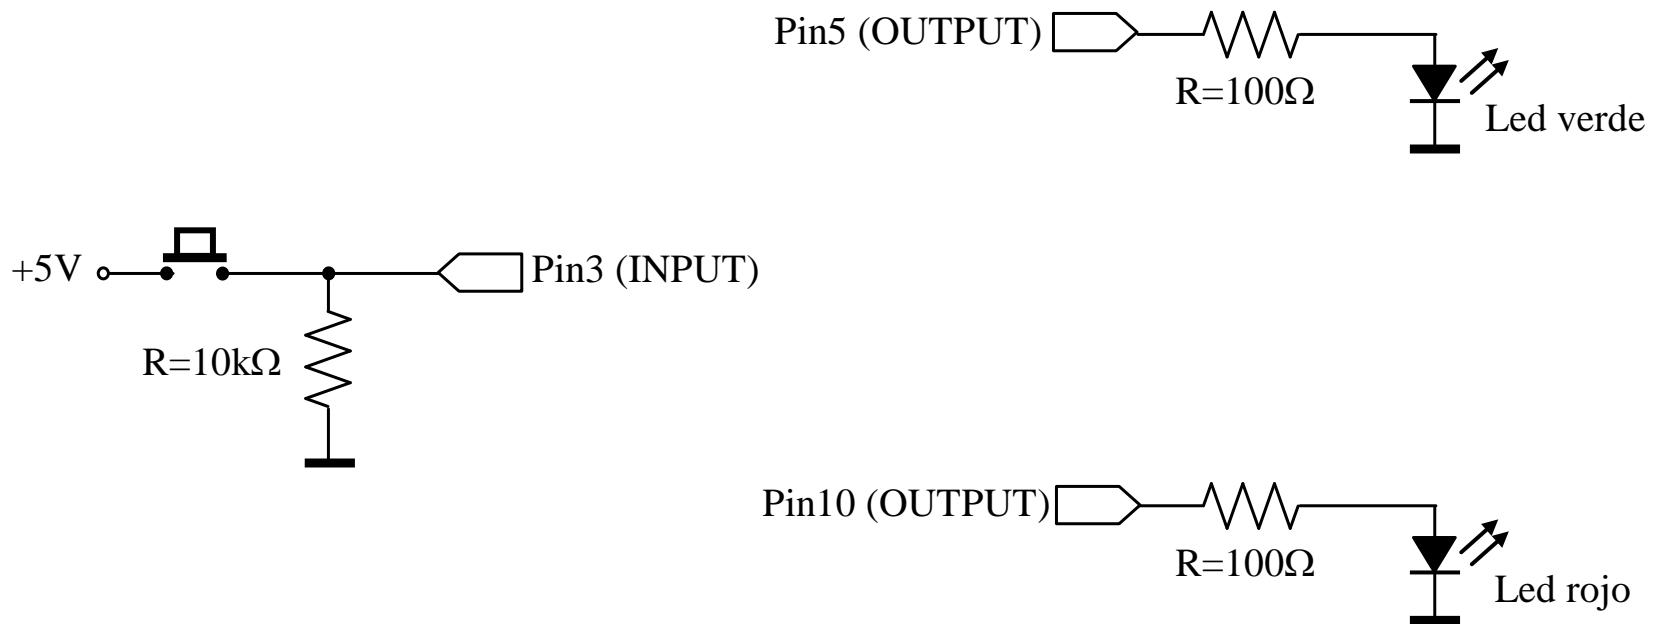 Pin5 (OUTPUT)
R=100Ω
Led verde
+5V
Pin3 (INPUT)
R=10kΩ
Pin10 (OUTPUT)
R=100Ω
Led rojo